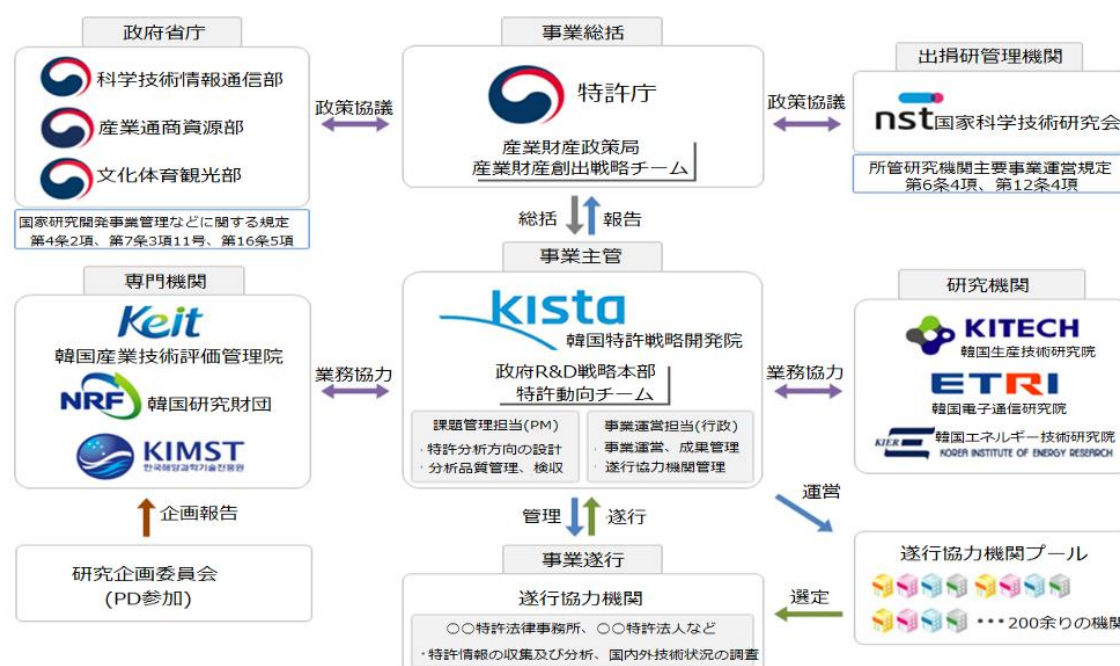 政府省庁
科学技術情報通信部
産業通商資源部
文化体育観光部
国家研究開発事業管理などに関する規定
第4条2項、第7条3項11号、第16条5項
政策協議
事業総括
特許庁
産業財産政策局
産業財産創出戦略チーム
政策協議
出捐研管理機関
nst国家科学技術研究会
所管研究機関主要事業運営規定
第6条4項、第12条4項
総括
報告
専門機関
Keit
韓国産業技術評価管理院
NRF 韓国研究財団
KIMST
한국해양과학기술진흥원
業務協力
事業主管
kista
韓国特許戦略開発院
政府R&D戦略本部
特許動向チーム
課題管理担当(PM)
・特許分析方向の設計
・分析品質管理、検収
事業運営担当(行政)
・事業運営、成果管理
・遂行協力機関管理
業務協力
研究機関
KITECH
韓国生産技術研究院
ETRI
韓国電子通信研究院
KIER 韓国エネルギー技術研究院
KOREA INSTITUTE OF ENERGY RESEARCH
企画報告
研究企画委員会
(PD参加)
管理
遂行
運営
事業遂行
遂行協力機関
〇〇特許法律事務所、〇〇特許法人など
・特許情報の収集及び分析、国内外技術状況の調査
選定
遂行協力機関プール
・・・200余りの機関